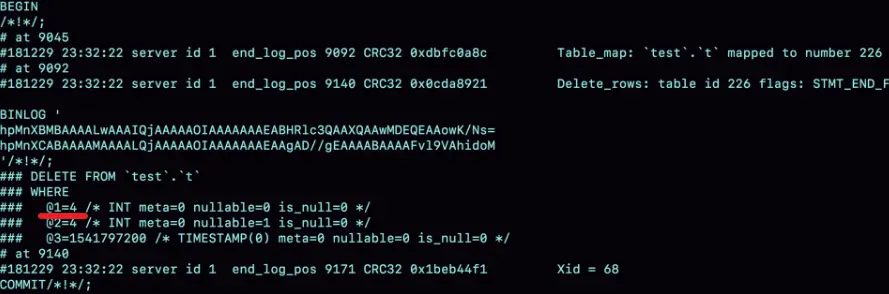 BEGIN
/*!*/;
# at 9045
#181229 23:32:22 server id 1  end_log_pos 9092 CRC32 0xdbfc0a8c         Table_map: `test`.`t` mapped to number 226
# at 9092
#181229 23:32:22 server id 1  end_log_pos 9140 CRC32 0x0cda8921         Delete_rows: table id 226 flags: STMT_END_F
BINLOG '
hpMnXBMBAAAALwAAAIQjAAAAAOIAAAAAAAEABHRlc3QAAXQAAwMDEQEAAowK/Ns=
hpMnXCABAAAAMAAAALQjAAAAAOIAAAAAAAEAAgAD//gEAAAABAAAAFvl9VAhidoM
'/*!*/;
### DELETE FROM `test`.`t`
### WHERE
###   @1=4 /* INT meta=0 nullable=0 is_null=0 */
###   @2=4 /* INT meta=0 nullable=1 is_null=0 */
###   @3=1541797200 /* TIMESTAMP(0) meta=0 nullable=0 is_null=0 */
# at 9140
#181229 23:32:22 server id 1  end_log_pos 9171 CRC32 0x1beb44f1         Xid = 68
COMMIT/*!*/;